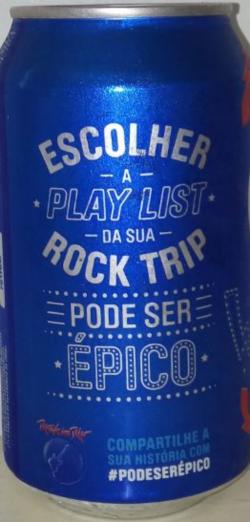 ESCOLHER
A
PLAY LIST
DA SUA
ROCK TRIP
PODE SER
ÉPICO
COMPARTILHE A
SUA HISTÓRIA COM
#PODESERÉPICO